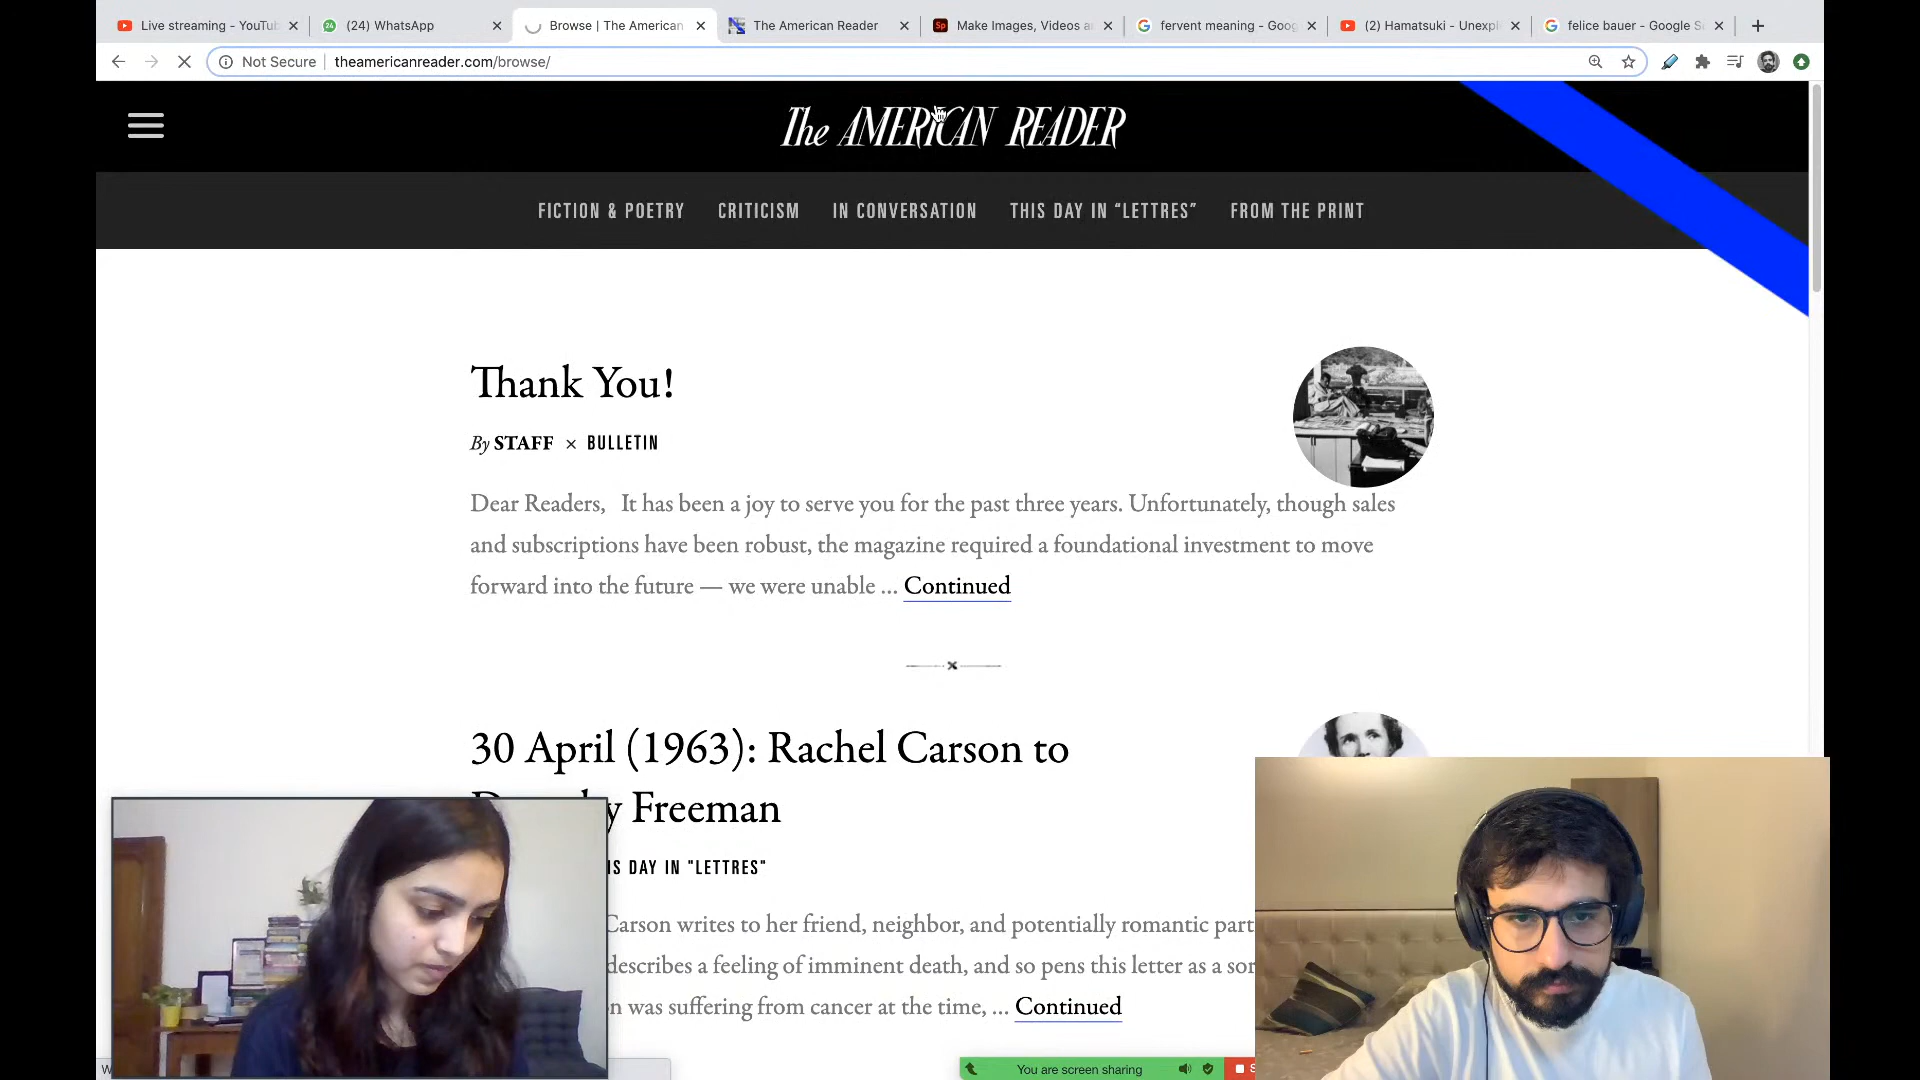 Live streaming - YouTu
(24) WhatsApp
Browse | The American
The American Reader
Make Images, Videos a
fervent meaning - Goog
(2) Hamatsuki - Unexpl
felice bauer - Google S
Not Secure
theamericanreader.com/browse/
The AMERICAN READER
FICTION & POETRY
CRITICISM
IN CONVERSATION
THIS DAY IN “LETTRES”
FROM THE PRINT
Thank You!
By STAFF × BULLETIN
Dear Readers, It has been a joy to serve you for the past three years. Unfortunately, though sales
and subscriptions have been robust, the magazine required a foundational investment to move
forward into the future — we were unable ... Continued
30 April (1963): Rachel Carson to
Freeman
IS DAY IN "LETTRES"
Carson writes to her friend, neighbor, and potentially romantic part
describes a feeling of imminent death, and so pens this letter as a sor
n was suffering from cancer at the time, ... Continued
You are screen sharing